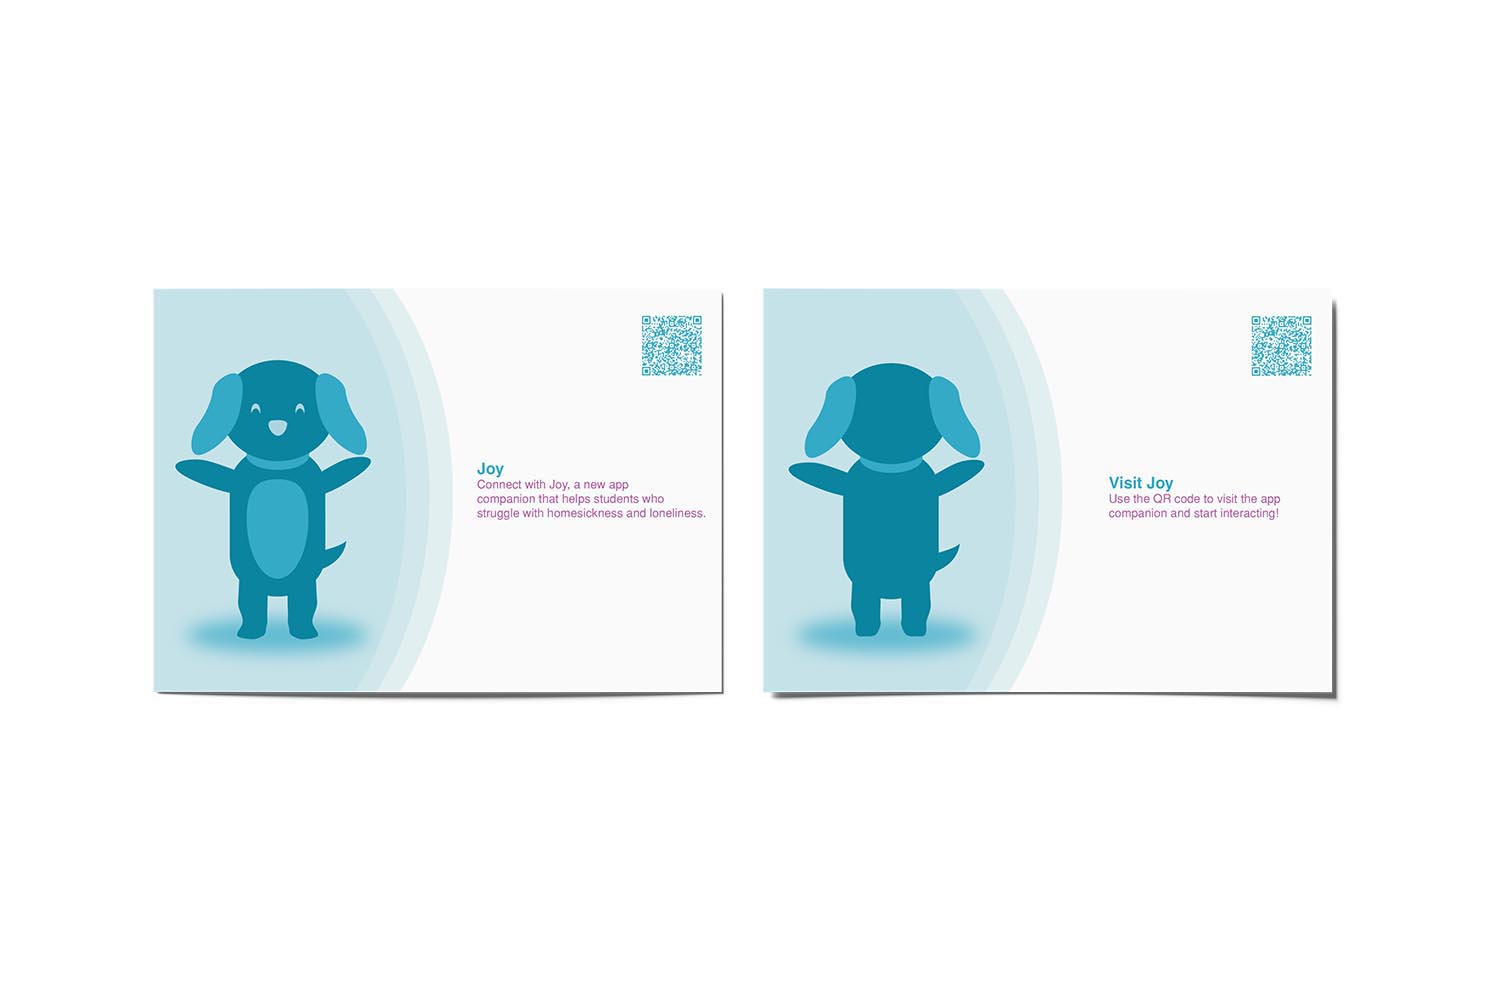 Joy
Connect with Joy, a new app
companion that helps students who
struggle with homesickness and loneliness.
Visit Joy
Use the QR code to visit the app
companion and start interacting!